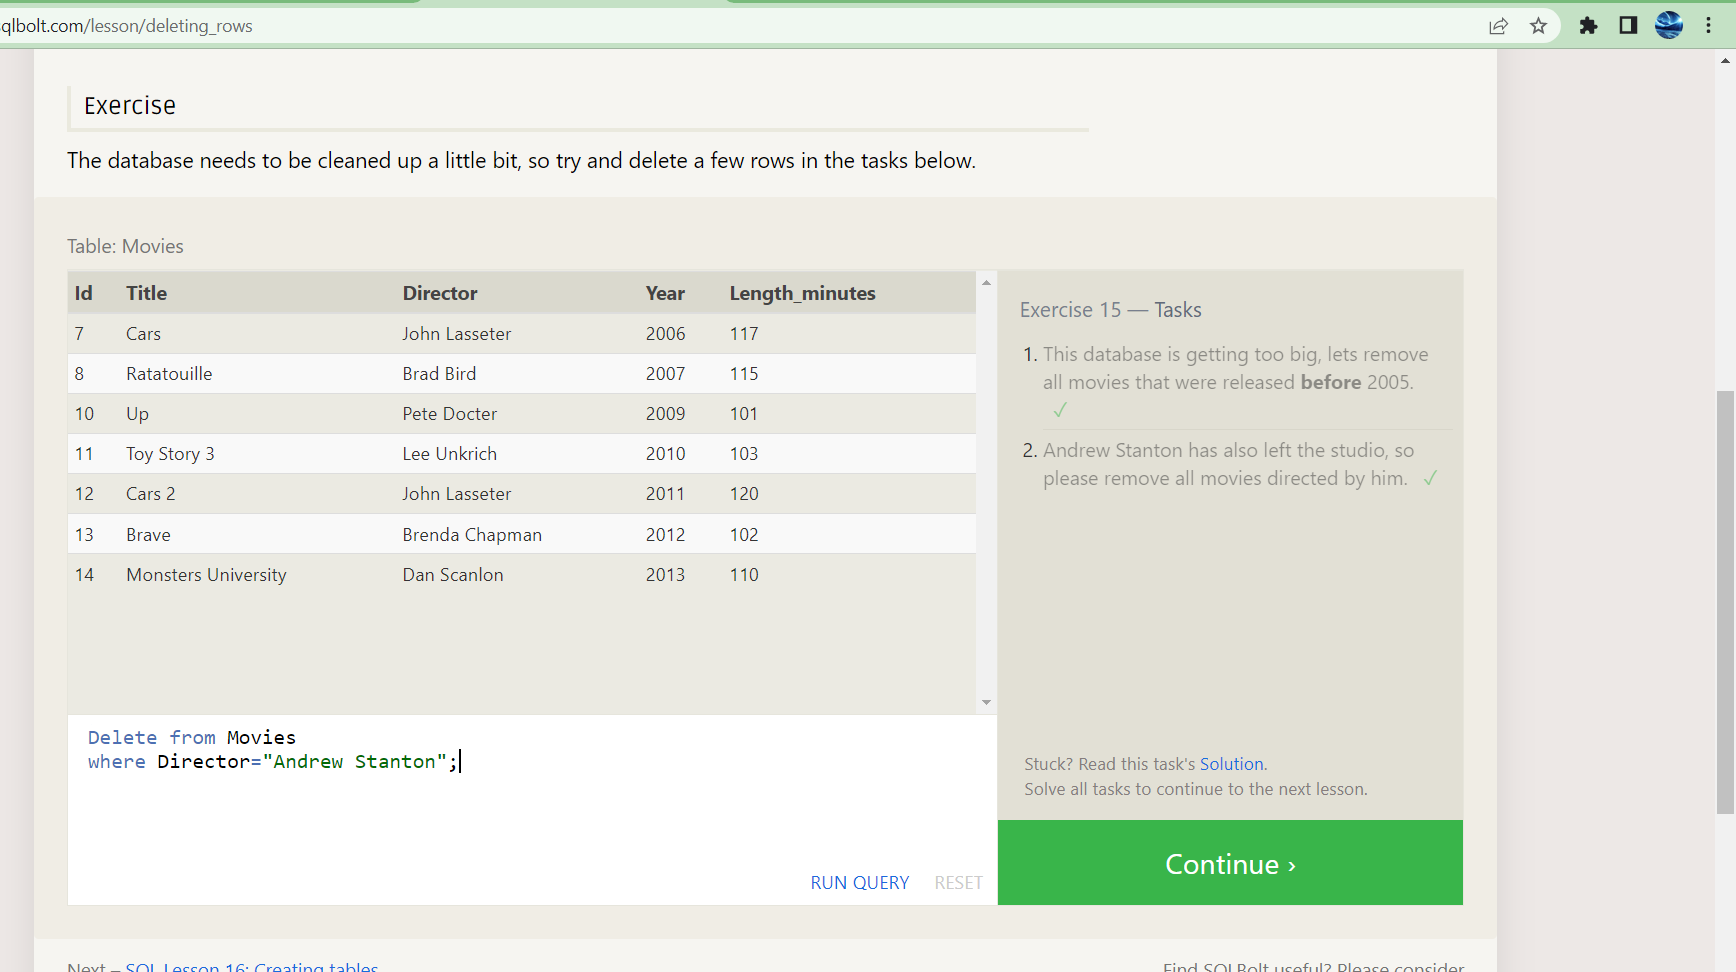 qlbolt.com/lesson/deleting_rows
Exercise
The database needs to be cleaned up a little bit, so try and delete a few rows in the tasks below.
Table: Movies
Id Title Director Year Length_minutes
7 Cars John Lasseter 2006 117
8 Ratatouille Brad Bird 2007 115
10 Up Pete Docter 2009 101
11 Toy Story 3 Lee Unkrich 2010 103
12 Cars 2 John Lasseter 2011 120
13 Brave Brenda Chapman 2012 102
14 Monsters University Dan Scanlon 2013 110
Delete from Movies
where Director="Andrew Stanton";
RUN QUERY RESET
Exercise 15 — Tasks
1. This database is getting too big, lets remove
all movies that were released before 2005.
✓
2. Andrew Stanton has also left the studio, so
please remove all movies directed by him. ✓
Stuck? Read this task's Solution.
Solve all tasks to continue to the next lesson.
Continue ›
Next – SQL Lesson 16: Creating tables
Find SQLBolt useful? Please consider